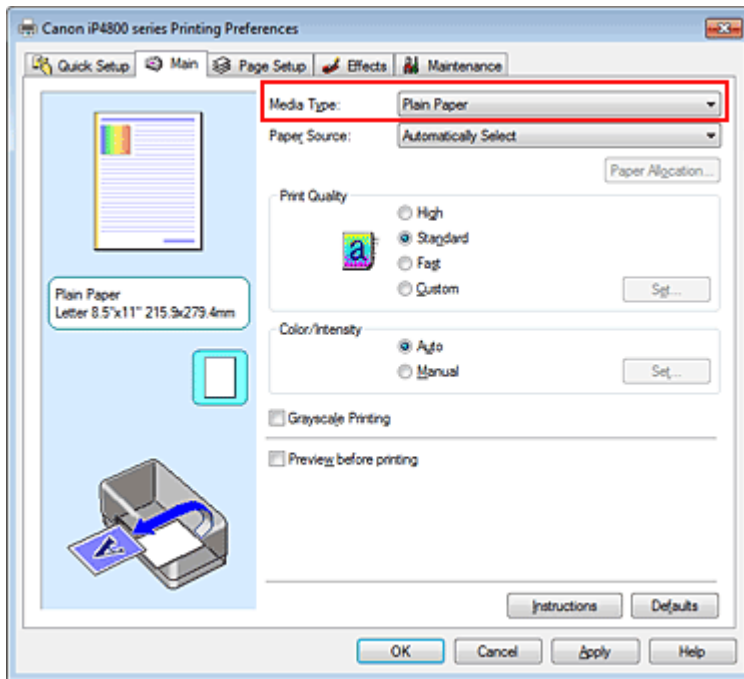 Canon iP4800 series Printing Preferences
Quick Setup Main Page Setup Effects Maintenance
Media Type: Plain Paper
Paper Source: Automatically Select
Paper Allocation...
Print Quality
High
Standard
Fast
Custom Set...
Plain Paper
Letter 8.5"x11" 215.9x279.4mm
Color/Intensity
Auto
Manual Set...
Grayscale Printing
Preview before printing
Instructions Defaults
OK Cancel Apply Help